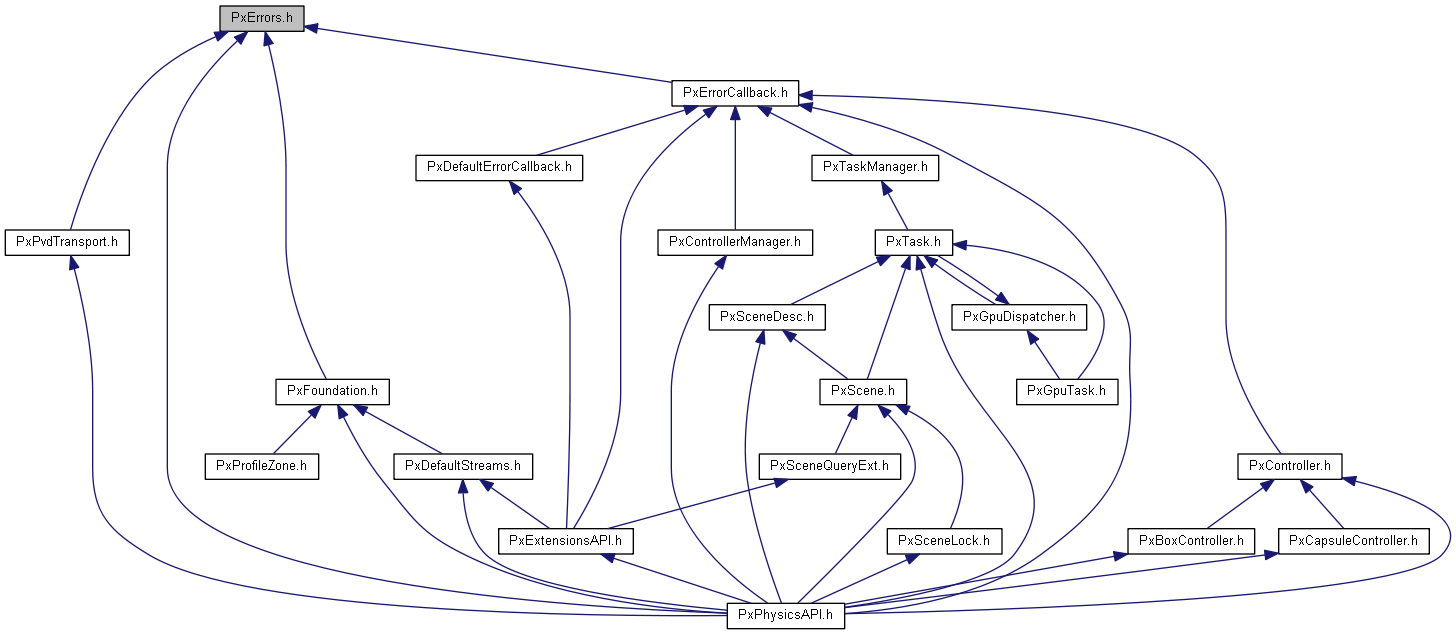 PxErrors.h
PxErrorCallback.h
PxDefaultErrorCallback.h
PxTaskManager.h
PxPvdTransport.h
PxControllerManager.h
PxTask.h
PxSceneDesc.h
PxGpuDispatcher.h
PxFoundation.h
PxScene.h
PxGpuTask.h
PxProfileZone.h
PxDefaultStreams.h
PxSceneQueryExt.h
PxController.h
PxExtensionsAPI.h
PxSceneLock.h
PxBoxController.h
PxCapsuleController.h
PxPhysicsAPI.h